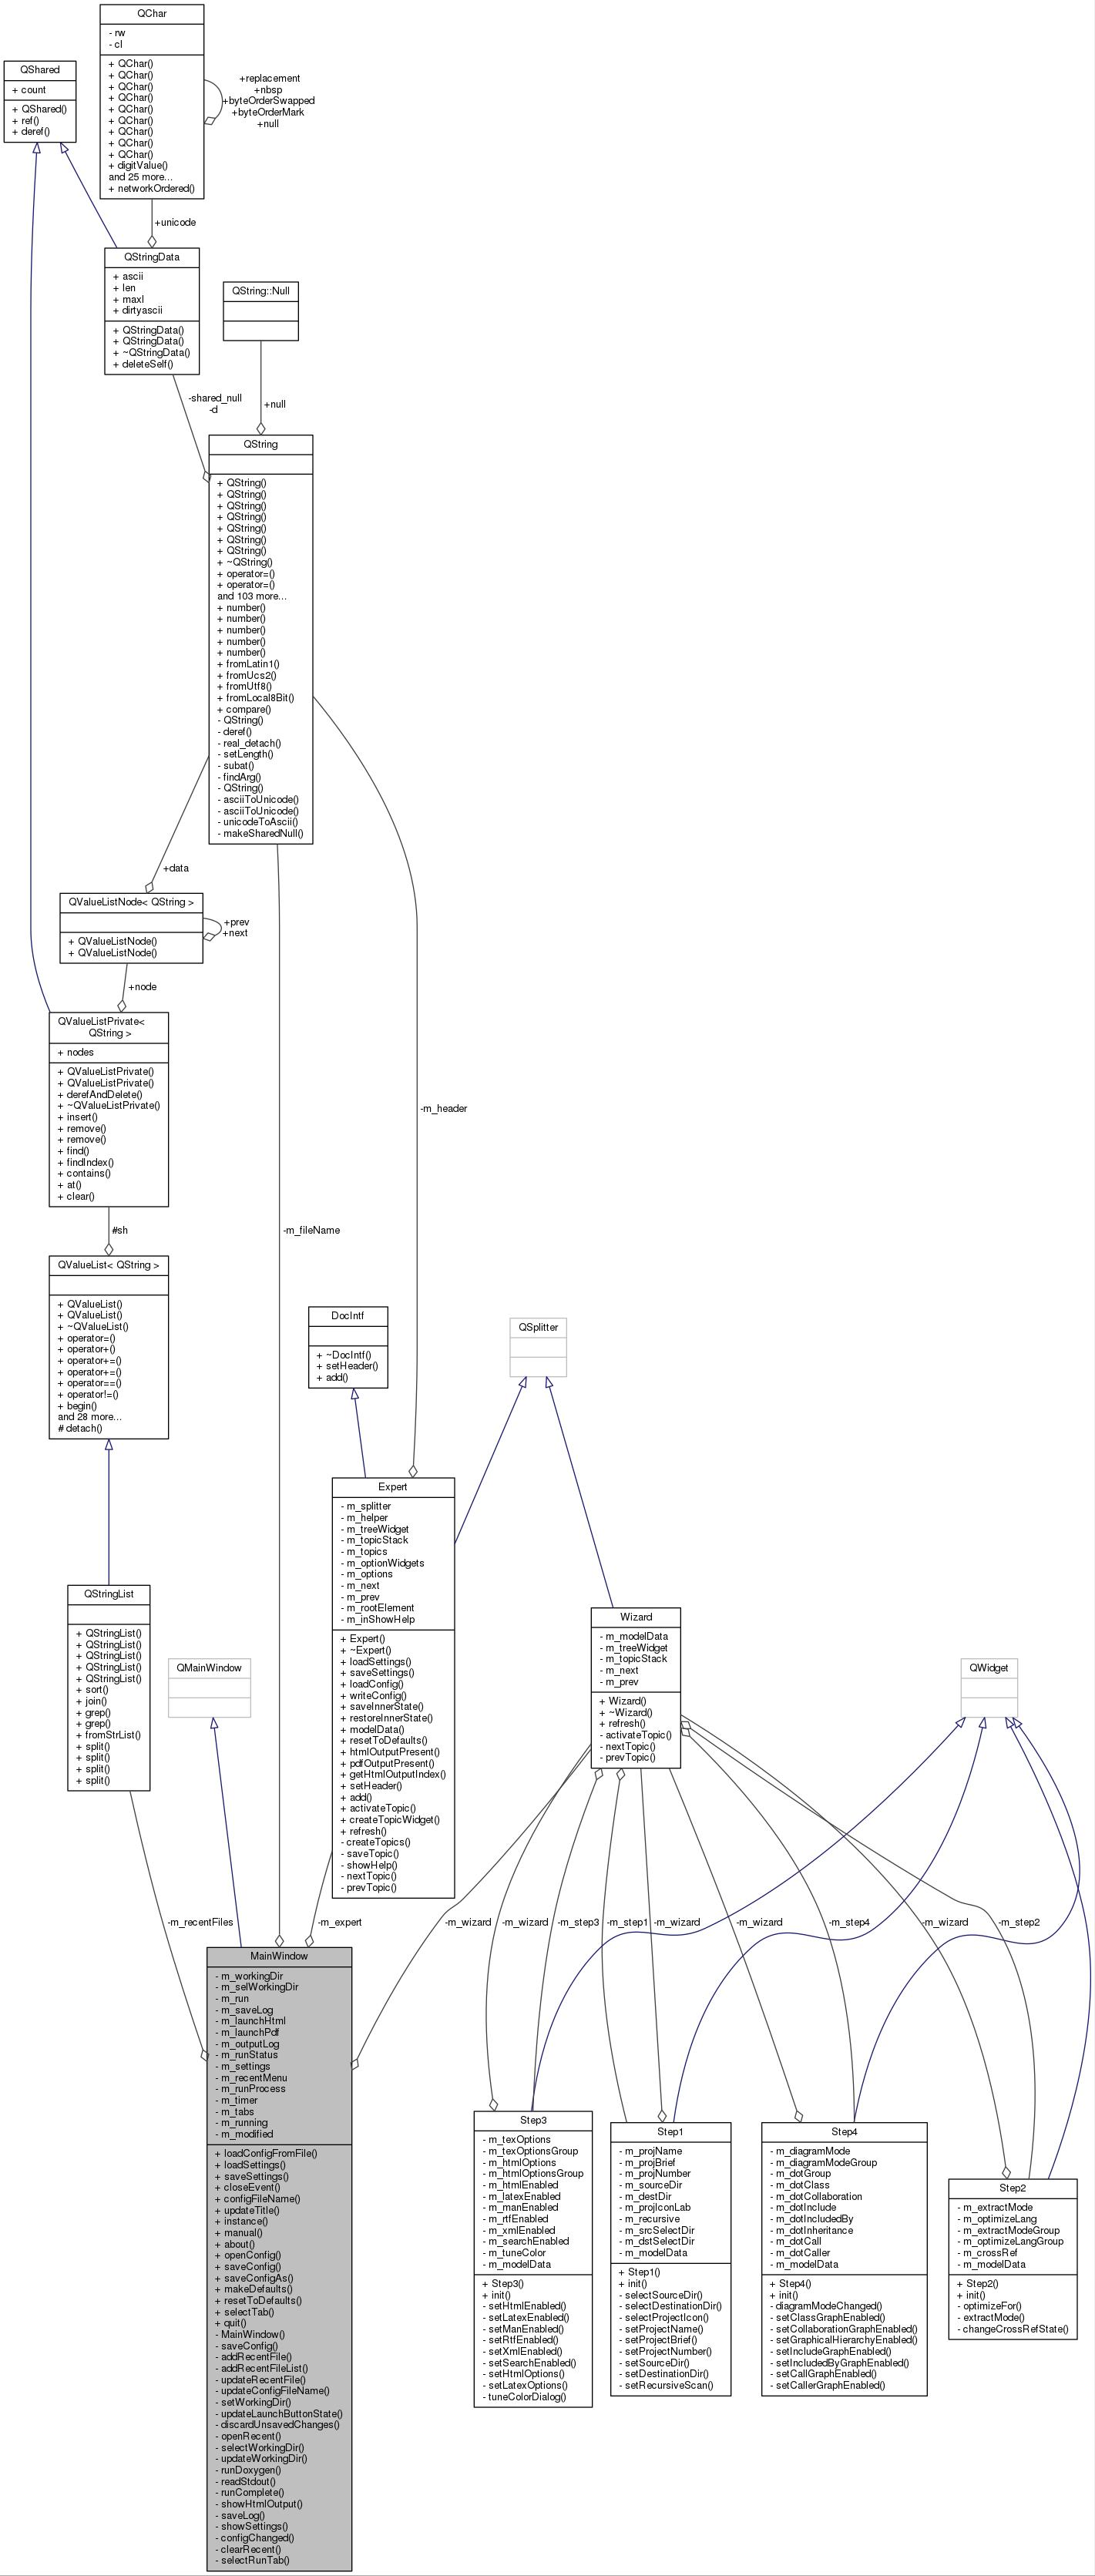 QChar
- rw
- cl
+ QChar()
+ QChar()
+ QChar()
+ QChar()
+ QChar()
+ QChar()
+ QChar()
+ QChar()
+ QChar()
+ digitValue()
and 25 more...
+ networkOrdered()
+replacement
+nbsp
+byteOrderSwapped
+byteOrderMark
+null
QShared
+ count
+ QShared()
+ ref()
+ deref()
+unicode
QStringData
+ ascii
+ len
+ maxl
+ dirtyascii
+ QStringData()
+ QStringData()
+ ~QStringData()
+ deleteSelf()
QString::Null
-shared_null
-d
+null
QString
+ QString()
+ QString()
+ QString()
+ QString()
+ QString()
+ QString()
+ QString()
+ ~QString()
+ operator=()
+ operator=()
and 103 more...
+ number()
+ number()
+ number()
+ number()
+ number()
+ fromLatin1()
+ fromUcs2()
+ fromUtf8()
+ fromLocal8Bit()
+ compare()
- QString()
- deref()
- real_detach()
- setLength()
- subat()
- findArg()
- QString()
- asciiToUnicode()
- asciiToUnicode()
- unicodeToAscii()
- makeSharedNull()
+data
QValueListNode< QString >
+ QValueListNode()
+ QValueListNode()
+prev
+next
+node
QValueListPrivate<
QString >
+ nodes
+ QValueListPrivate()
+ QValueListPrivate()
+ derefAndDelete()
+ ~QValueListPrivate()
+ insert()
+ remove()
+ remove()
+ find()
+ findIndex()
+ contains()
+ at()
+ clear()
-m_header
#sh
-m_fileName
QValueList< QString >
+ QValueList()
+ QValueList()
+ ~QValueList()
+ operator=()
+ operator+()
+ operator+=()
+ operator+=()
+ operator==()
+ operator!=()
+ begin()
and 28 more...
# detach()
DocIntf
+ ~DocIntf()
+ setHeader()
+ add()
QSplitter
Expert
- m_splitter
- m_helper
- m_treeWidget
- m_topicStack
- m_topics
- m_optionWidgets
- m_options
- m_next
- m_prev
- m_rootElement
- m_inShowHelp
+ Expert()
+ ~Expert()
+ loadSettings()
+ saveSettings()
+ loadConfig()
+ writeConfig()
+ saveInnerState()
+ restoreInnerState()
+ modelData()
+ resetToDefaults()
+ htmlOutputPresent()
+ pdfOutputPresent()
+ getHtmlOutputIndex()
+ setHeader()
+ add()
+ activateTopic()
+ createTopicWidget()
+ refresh()
- createTopics()
- saveTopic()
- showHelp()
- nextTopic()
- prevTopic()
QStringList
+ QStringList()
+ QStringList()
+ QStringList()
+ QStringList()
+ QStringList()
+ sort()
+ join()
+ grep()
+ grep()
+ fromStrList()
+ split()
+ split()
+ split()
+ split()
QMainWindow
Wizard
- m_modelData
- m_treeWidget
- m_topicStack
- m_next
- m_prev
+ Wizard()
+ ~Wizard()
+ refresh()
- activateTopic()
- nextTopic()
- prevTopic()
QWidget
-m_recentFiles
-m_expert
-m_wizard
-m_wizard
-m_step3
-m_step1
-m_wizard
-m_wizard
-m_step4
-m_wizard
-m_step2
MainWindow
- m_workingDir
- m_selWorkingDir
- m_run
- m_saveLog
- m_launchHtml
- m_launchPdf
- m_outputLog
- m_runStatus
- m_settings
- m_recentMenu
- m_runProcess
- m_timer
- m_tabs
- m_running
- m_modified
+ loadConfigFromFile()
+ loadSettings()
+ saveSettings()
+ closeEvent()
+ configFileName()
+ updateTitle()
+ instance()
+ manual()
+ about()
+ openConfig()
+ saveConfig()
+ saveConfigAs()
+ makeDefaults()
+ resetToDefaults()
+ selectTab()
+ quit()
- MainWindow()
- saveConfig()
- addRecentFile()
- addRecentFileList()
- updateRecentFile()
- updateConfigFileName()
- setWorkingDir()
- updateLaunchButtonState()
- discardUnsavedChanges()
- openRecent()
- selectWorkingDir()
- updateWorkingDir()
- runDoxygen()
- readStdout()
- runComplete()
- showHtmlOutput()
- saveLog()
- showSettings()
- configChanged()
- clearRecent()
- selectRunTab()
Step3
- m_texOptions
- m_texOptionsGroup
- m_htmlOptions
- m_htmlOptionsGroup
- m_htmlEnabled
- m_latexEnabled
- m_manEnabled
- m_rtfEnabled
- m_xmlEnabled
- m_searchEnabled
- m_tuneColor
- m_modelData
+ Step3()
+ init()
- setHtmlEnabled()
- setLatexEnabled()
- setManEnabled()
- setRtfEnabled()
- setXmlEnabled()
- setSearchEnabled()
- setHtmlOptions()
- setLatexOptions()
- tuneColorDialog()
Step1
- m_projName
- m_projBrief
- m_projNumber
- m_sourceDir
- m_destDir
- m_projIconLab
- m_recursive
- m_srcSelectDir
- m_dstSelectDir
- m_modelData
+ Step1()
+ init()
- selectSourceDir()
- selectDestinationDir()
- selectProjectIcon()
- setProjectName()
- setProjectBrief()
- setProjectNumber()
- setSourceDir()
- setDestinationDir()
- setRecursiveScan()
Step4
- m_diagramMode
- m_diagramModeGroup
- m_dotGroup
- m_dotClass
- m_dotCollaboration
- m_dotInclude
- m_dotIncludedBy
- m_dotInheritance
- m_dotCall
- m_dotCaller
- m_modelData
+ Step4()
+ init()
- diagramModeChanged()
- setClassGraphEnabled()
- setCollaborationGraphEnabled()
- setGraphicalHierarchyEnabled()
- setIncludeGraphEnabled()
- setIncludedByGraphEnabled()
- setCallGraphEnabled()
- setCallerGraphEnabled()
Step2
- m_extractMode
- m_optimizeLang
- m_extractModeGroup
- m_optimizeLangGroup
- m_crossRef
- m_modelData
+ Step2()
+ init()
- optimizeFor()
- extractMode()
- changeCrossRefState()